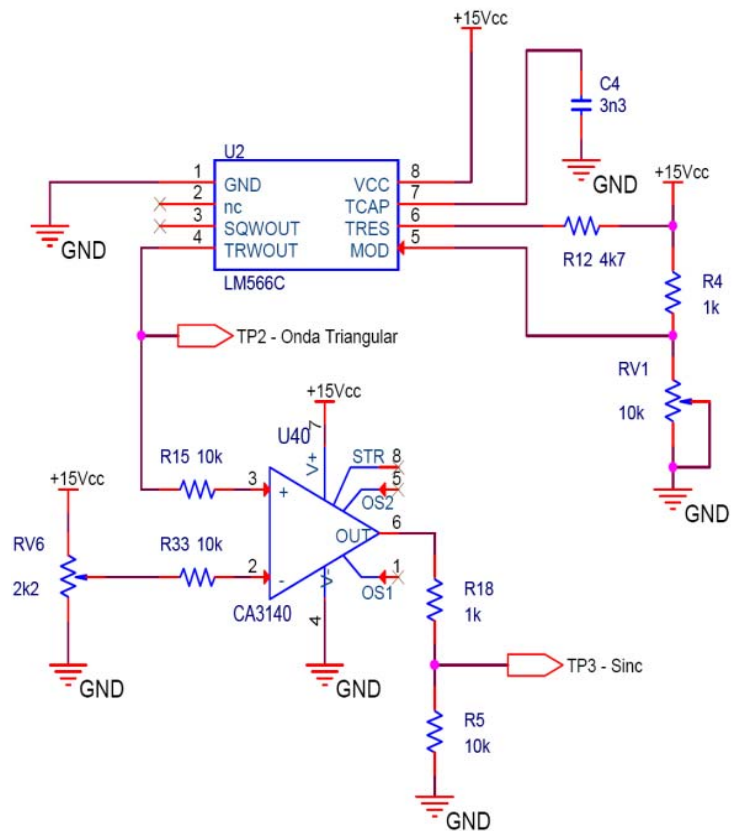 +15Vcc
C4
3n3
GND
U2
1 GND VCC 8
2 nc TCAP 7
3 SQWOUT TRES 6
4 TRWOUT MOD 5
LM566C
GND
+15Vcc
R12 4k7
R4
1k
TP2 - Onda Triangular
RV1
10k
GND
+15Vcc
U40
7
V+
STR 8
5
OS2
R15 10k
3
+
+15Vcc
RV6
2k2
R33 10k
2
-
OUT 6
V-
OS1 1
CA3140
4
R18
1k
GND
GND
TP3 - Sinc
R5
10k
GND